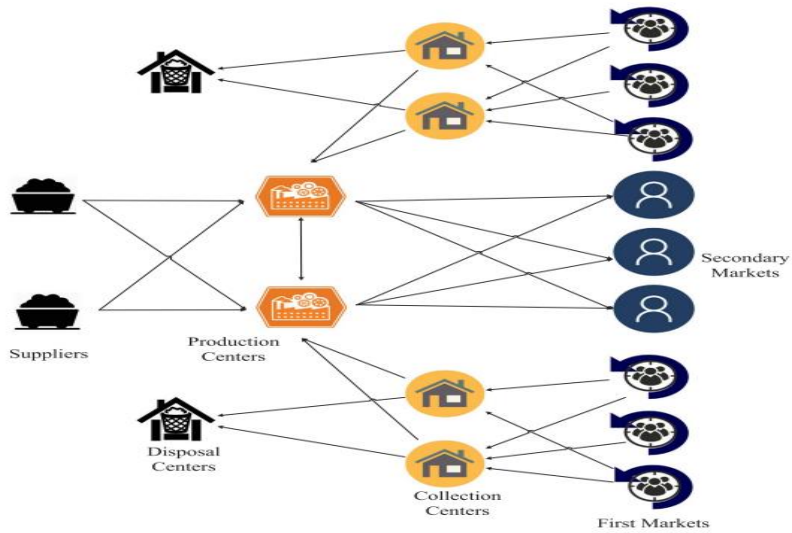 Secondary
Markets
Suppliers
Production
Centers
Disposal
Centers
Collection
Centers
First Markets